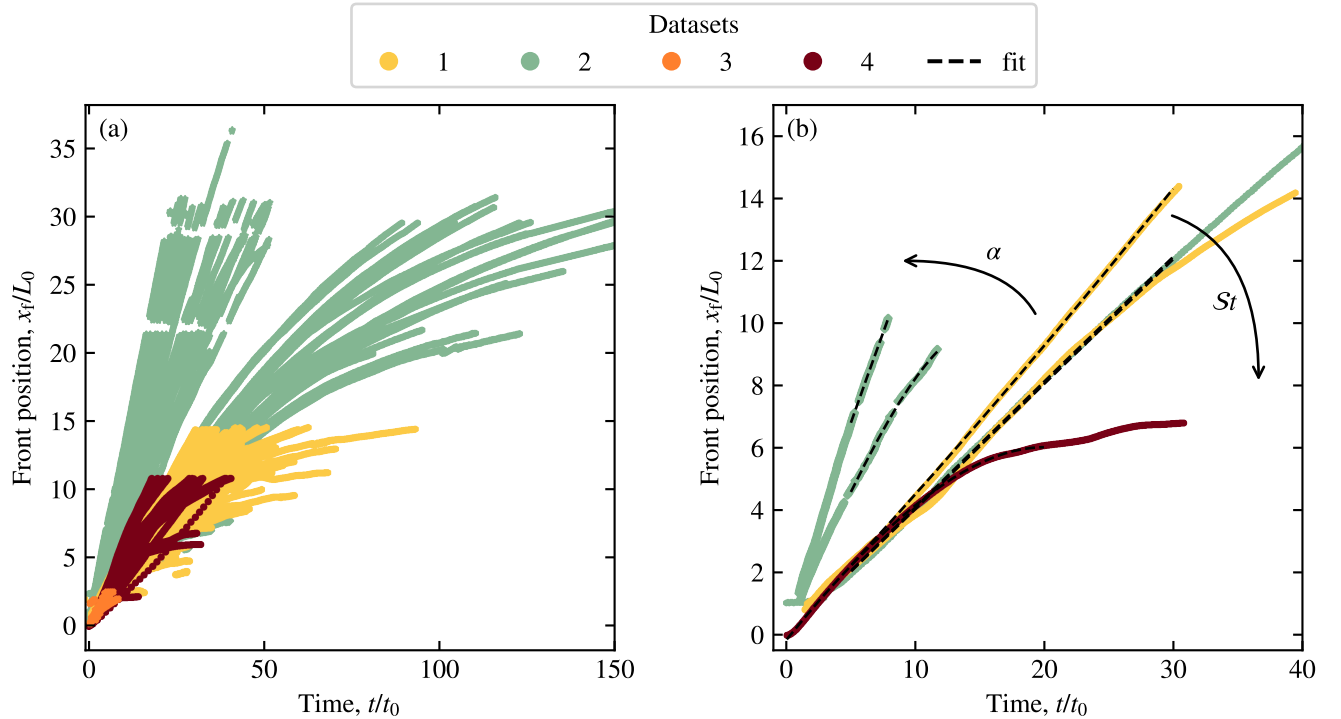 Datasets
1 2 3 4 fit
(a)
35
30
25
20
15
10
5
0
Front position, x_f/L_0
0 50 100 150
Time, t/t_0
(b)
16
14
12
10
8
6
4
2
0
Front position, x_f/L_0
α
St
0 10 20 30 40
Time, t/t_0